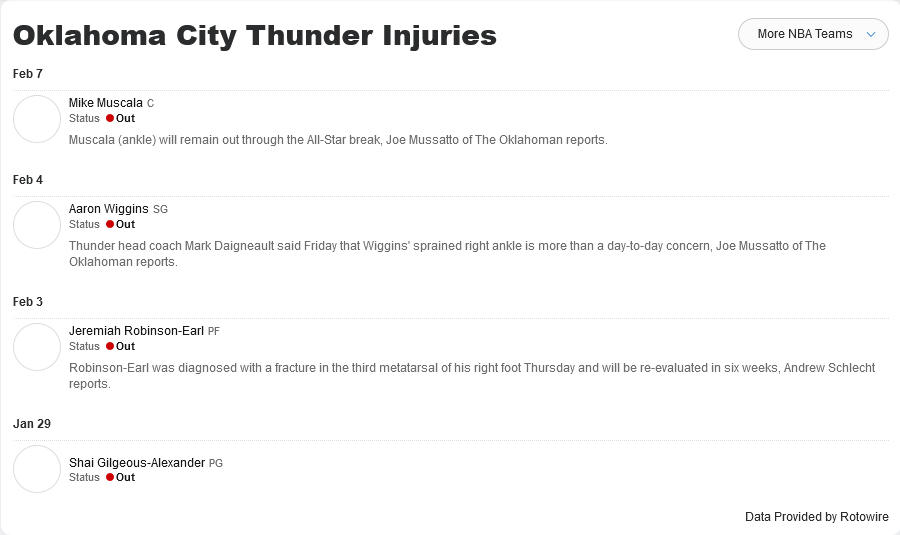 Oklahoma City Thunder Injuries
More NBA Teams
Feb 7
Mike Muscala C
Status Out
Muscala (ankle) will remain out through the All-Star break, Joe Mussatto of The Oklahoman reports.
Feb 4
Aaron Wiggins SG
Status Out
Thunder head coach Mark Daigneault said Friday that Wiggins' sprained right ankle is more than a day-to-day concern, Joe Mussatto of The
Oklahoman reports.
Feb 3
Jeremiah Robinson-Earl PF
Status Out
Robinson-Earl was diagnosed with a fracture in the third metatarsal of his right foot Thursday and will be re-evaluated in six weeks, Andrew Schlecht
reports.
Jan 29
Shai Gilgeous-Alexander PG
Status Out
Data Provided by Rotowire